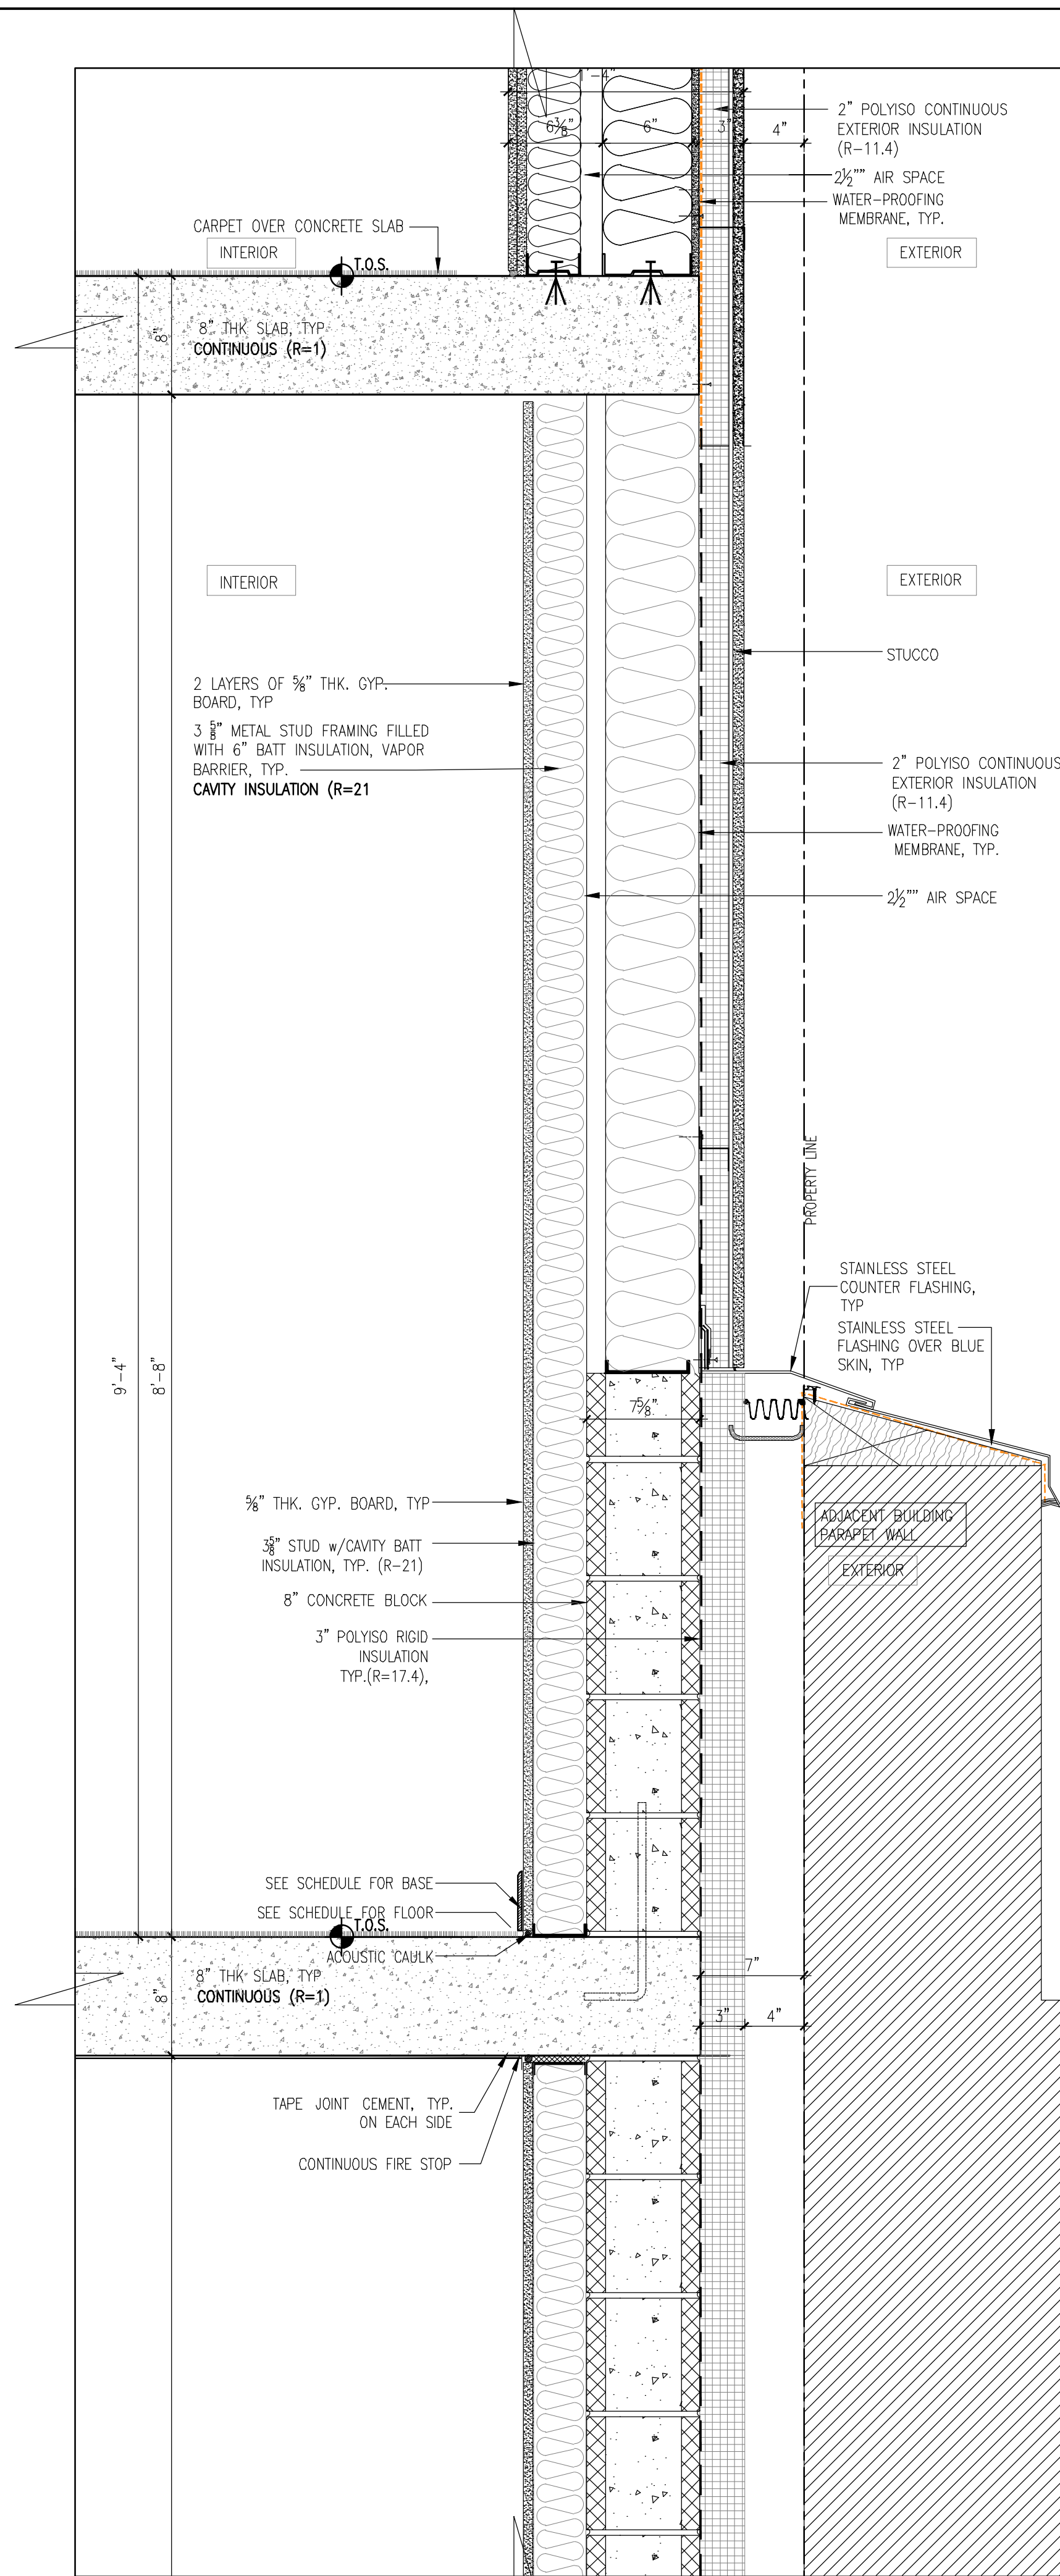 1'-4"
6⅜"
6"
3"
4"
2" POLYISO CONTINUOUS
EXTERIOR INSULATION
(R-11.4)
2½"" AIR SPACE
WATER-PROOFING
MEMBRANE, TYP.
CARPET OVER CONCRETE SLAB
INTERIOR
EXTERIOR
T.O.S.
8" THK SLAB, TYP
CONTINUOUS (R=1)
8"
INTERIOR
EXTERIOR
STUCCO
2 LAYERS OF ⅝" THK. GYP.
BOARD, TYP
3 ⅝" METAL STUD FRAMING FILLED
WITH 6" BATT INSULATION, VAPOR
BARRIER, TYP.
CAVITY INSULATION (R=21
2" POLYISO CONTINUOUS
EXTERIOR INSULATION
(R-11.4)
WATER-PROOFING
MEMBRANE, TYP.
2½"" AIR SPACE
PROPERTY LINE
STAINLESS STEEL
COUNTER FLASHING,
TYP
STAINLESS STEEL
FLASHING OVER BLUE
SKIN, TYP
9'-4"
8'-8"
7⅝"
⅝" THK. GYP. BOARD, TYP
ADJACENT BUILDING
PARAPET WALL
EXTERIOR
3⅝" STUD w/CAVITY BATT
INSULATION, TYP. (R-21)
8" CONCRETE BLOCK
3" POLYISO RIGID
INSULATION
TYP.(R=17.4),
SEE SCHEDULE FOR BASE
SEE SCHEDULE FOR FLOOR
T.O.S.
ACOUSTIC CAULK
8" THK SLAB, TYP
CONTINUOUS (R=1)
8"
7"
3"
4"
TAPE JOINT CEMENT, TYP.
ON EACH SIDE
CONTINUOUS FIRE STOP